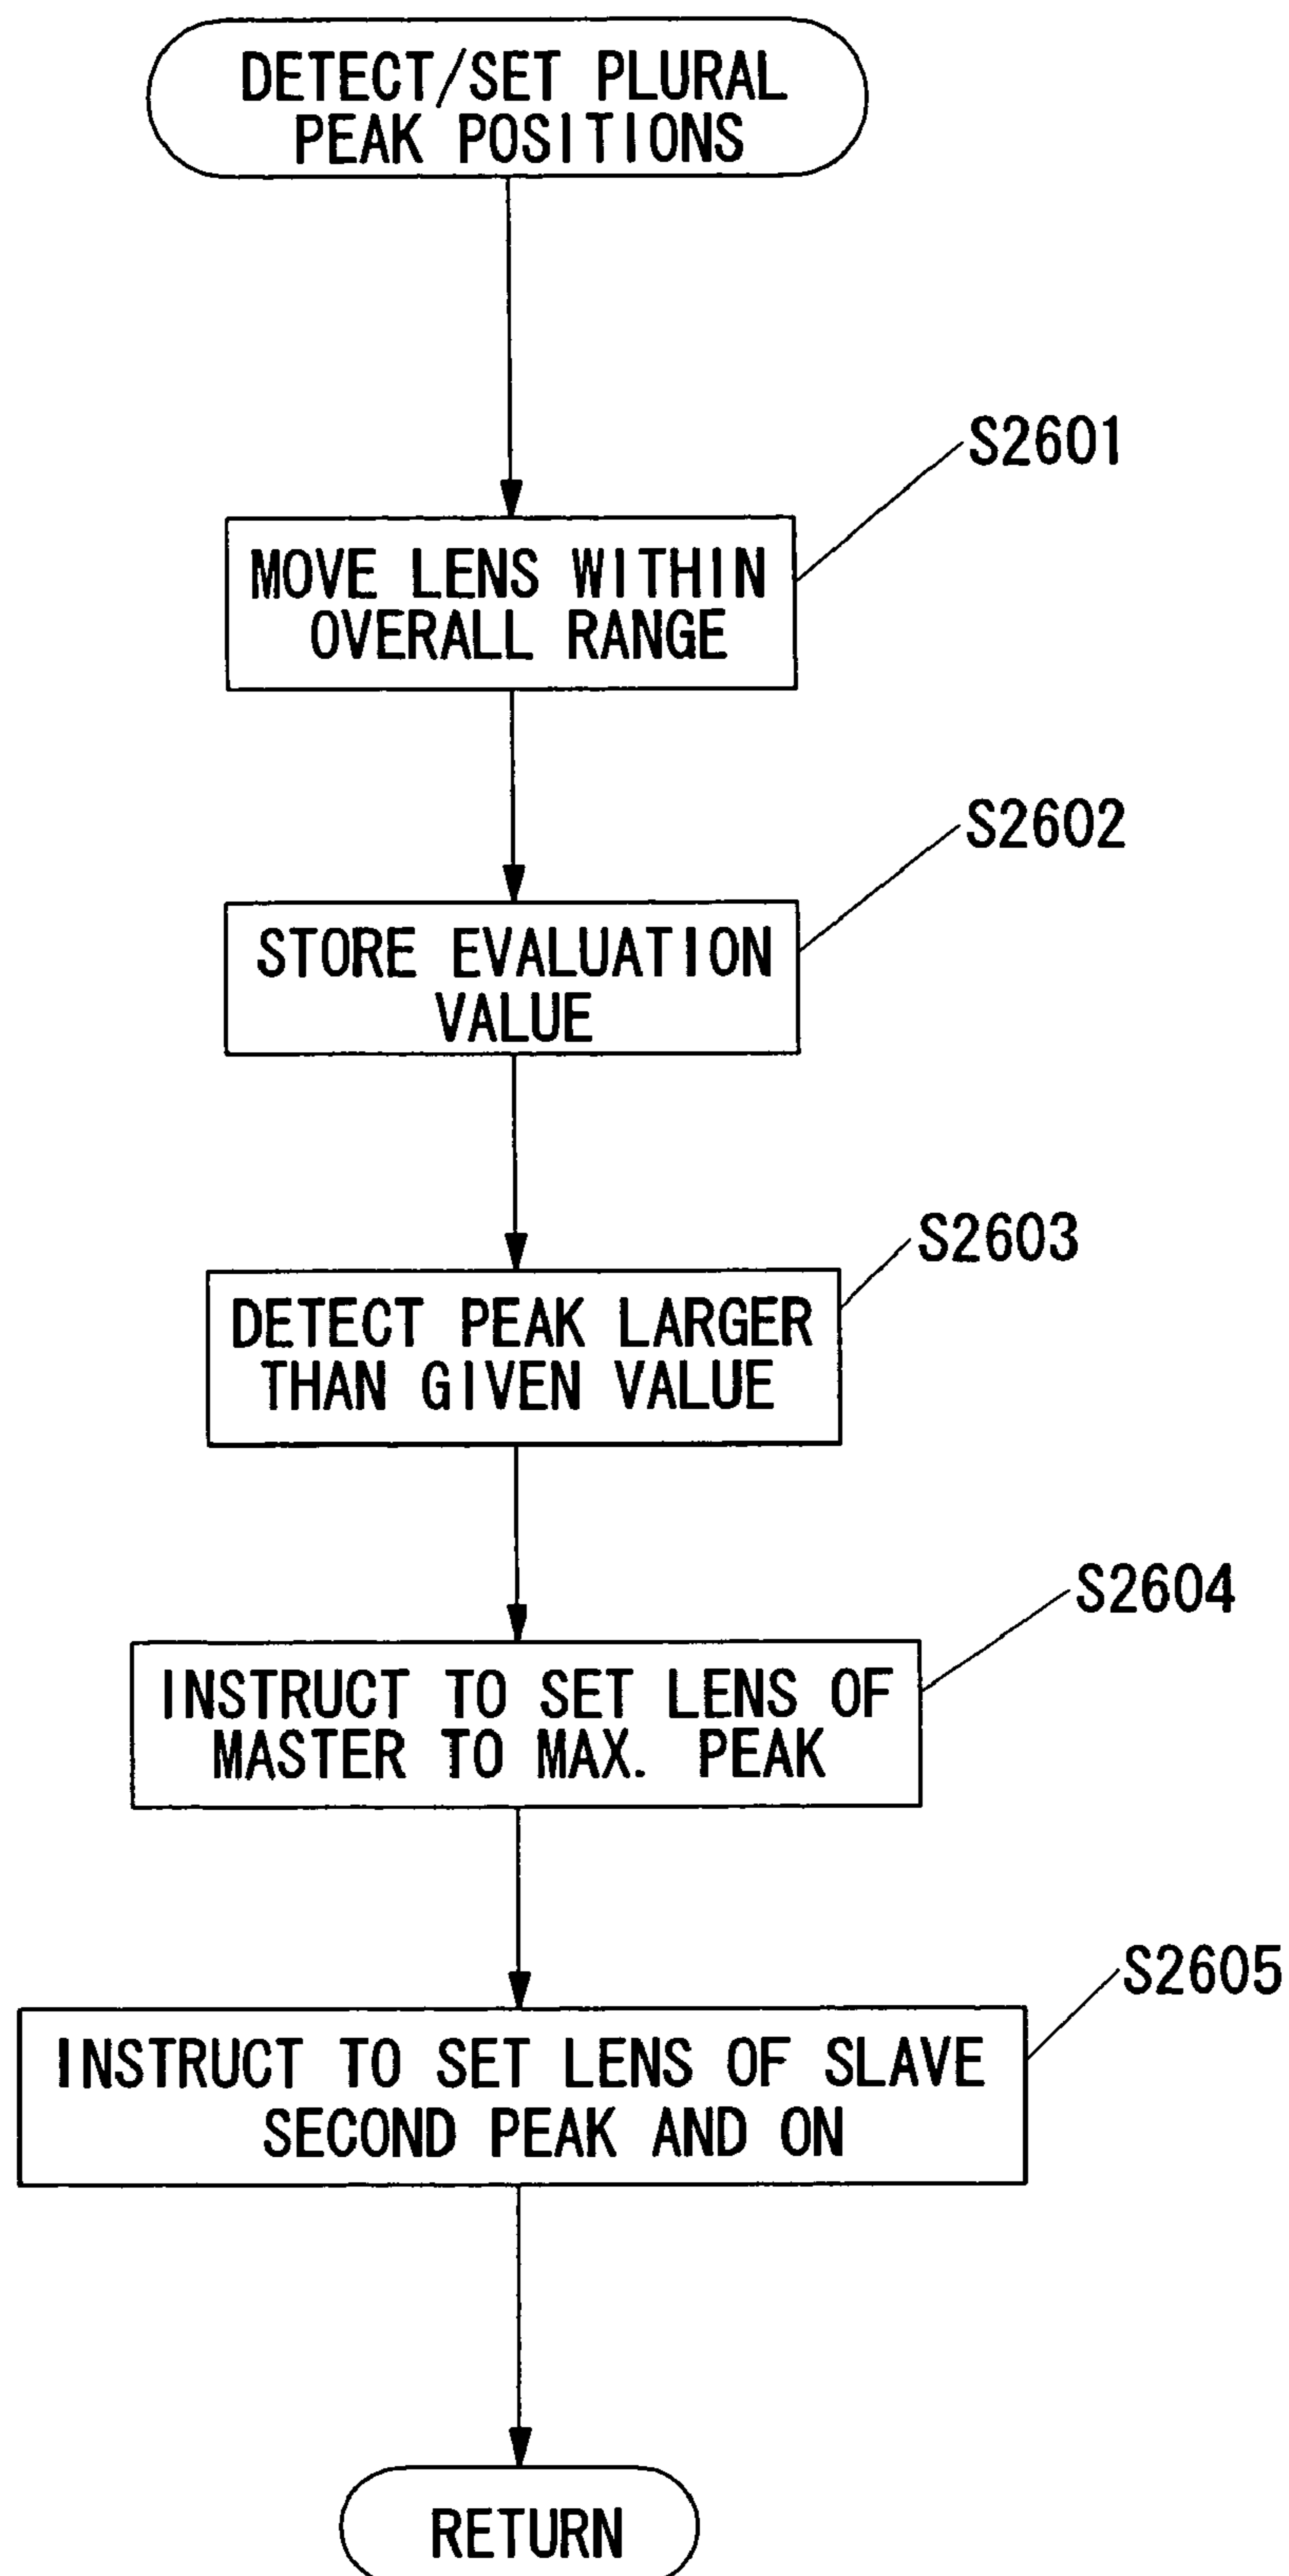 DETECT/SET PLURAL
PEAK POSITIONS
S2601
MOVE LENS WITHIN
OVERALL RANGE
S2602
STORE EVALUATION
VALUE
S2603
DETECT PEAK LARGER
THAN GIVEN VALUE
S2604
INSTRUCT TO SET LENS OF
MASTER TO MAX. PEAK
S2605
INSTRUCT TO SET LENS OF SLAVE
SECOND PEAK AND ON
RETURN